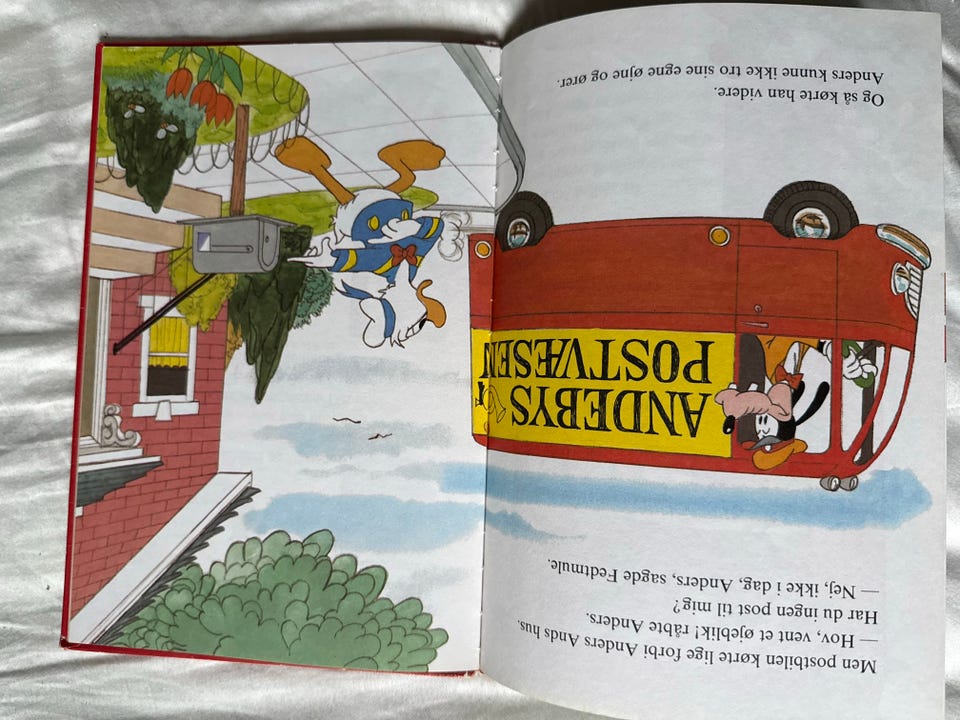 Men postbilen kørte lige forbi Anders Ands hus.
— Hov, vent et øjeblik! råbte Anders.
Har du ingen post til mig?
— Nej, ikke i dag, Anders, sagde Fedtmule.
ANDEBYS
POSTVÆSEN
Og så kørte han videre.
Anders kunne ikke tro sine egne øjne og ører.